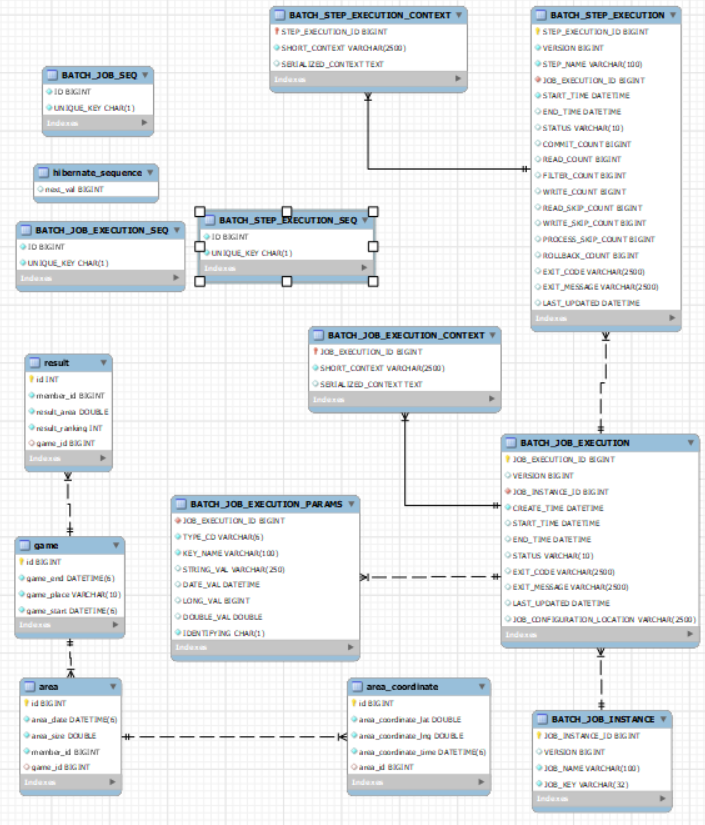 BATCH_STEP_EXECUTION_CONTEXT
STEP_EXECUTION_ID BIGINT
SHORT_CONTEXT VARCHAR(2500)
SERIALIZED_CONTEXT TEXT
Indexes
BATCH_STEP_EXECUTION
STEP_EXECUTION_ID BIGINT
VERSION BIGINT
STEP_NAME VARCHAR(100)
JOB_EXECUTION_ID BIGINT
START_TIME DATETIME
END_TIME DATETIME
STATUS VARCHAR(10)
COMMIT_COUNT BIGINT
READ_COUNT BIGINT
FILTER_COUNT BIGINT
WRITE_COUNT BIGINT
READ_SKIP_COUNT BIGINT
WRITE_SKIP_COUNT BIGINT
PROCESS_SKIP_COUNT BIGINT
ROLLBACK_COUNT BIGINT
EXIT_CODE VARCHAR(2500)
EXIT_MESSAGE VARCHAR(2500)
LAST_UPDATED DATETIME
Indexes
BATCH_JOB_SEQ
ID BIGINT
UNIQUE_KEY CHAR(1)
Indexes
hibernate_sequence
next_val BIGINT
Indexes
BATCH_JOB_EXECUTION_SEQ
ID BIGINT
UNIQUE_KEY CHAR(1)
Indexes
BATCH_STEP_EXECUTION_SEQ
ID BIGINT
UNIQUE_KEY CHAR(1)
Indexes
BATCH_JOB_EXECUTION_CONTEXT
JOB_EXECUTION_ID BIGINT
SHORT_CONTEXT VARCHAR(2500)
SERIALIZED_CONTEXT TEXT
Indexes
result
id INT
member_id BIGINT
result_area DOUBLE
result_ranking INT
game_id BIGINT
Indexes
BATCH_JOB_EXECUTION
JOB_EXECUTION_ID BIGINT
VERSION BIGINT
JOB_INSTANCE_ID BIGINT
CREATE_TIME DATETIME
START_TIME DATETIME
END_TIME DATETIME
STATUS VARCHAR(10)
EXIT_CODE VARCHAR(2500)
EXIT_MESSAGE VARCHAR(2500)
LAST_UPDATED DATETIME
JOB_CONFIGURATION_LOCATION VARCHAR(2500)
Indexes
BATCH_JOB_EXECUTION_PARAMS
JOB_EXECUTION_ID BIGINT
TYPE_CD VARCHAR(6)
KEY_NAME VARCHAR(100)
STRING_VAL VARCHAR(250)
DATE_VAL DATETIME
LONG_VAL BIGINT
DOUBLE_VAL DOUBLE
IDENTIFYING CHAR(1)
Indexes
game
id BIGINT
game_end DATETIME(6)
game_place VARCHAR(10)
game_start DATETIME(6)
Indexes
area
id BIGINT
area_date DATETIME(6)
area_size DOUBLE
member_id BIGINT
game_id BIGINT
Indexes
area_coordinate
id BIGINT
area_coordinate_lat DOUBLE
area_coordinate_lng DOUBLE
area_coordinate_time DATETIME(6)
area_id BIGINT
Indexes
BATCH_JOB_INSTANCE
JOB_INSTANCE_ID BIGINT
VERSION BIGINT
JOB_NAME VARCHAR(100)
JOB_KEY VARCHAR(32)
Indexes